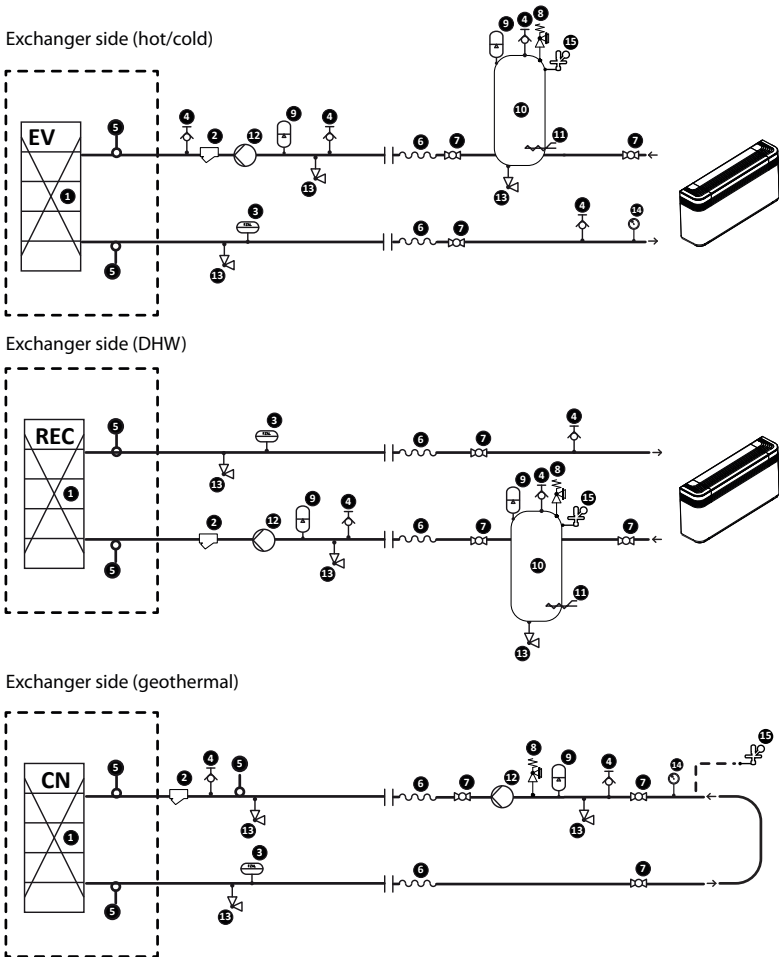 Exchanger side (hot/cold)
9 4 8 15
10
EV 5 4 2 12 9 4 6 7 11 7
1 13 13
3 6 7 4 14
5 13
Exchanger side (DHW)
REC 5 3 6 7 4
1 13
9 4 8 15
2 12 9 4 6 7 7
10
5 13 11
13
Exchanger side (geothermal)
CN 5 2 4 5 6 7 12 8 9 4 7 14 15
1 13 13
3 6 7
5 13